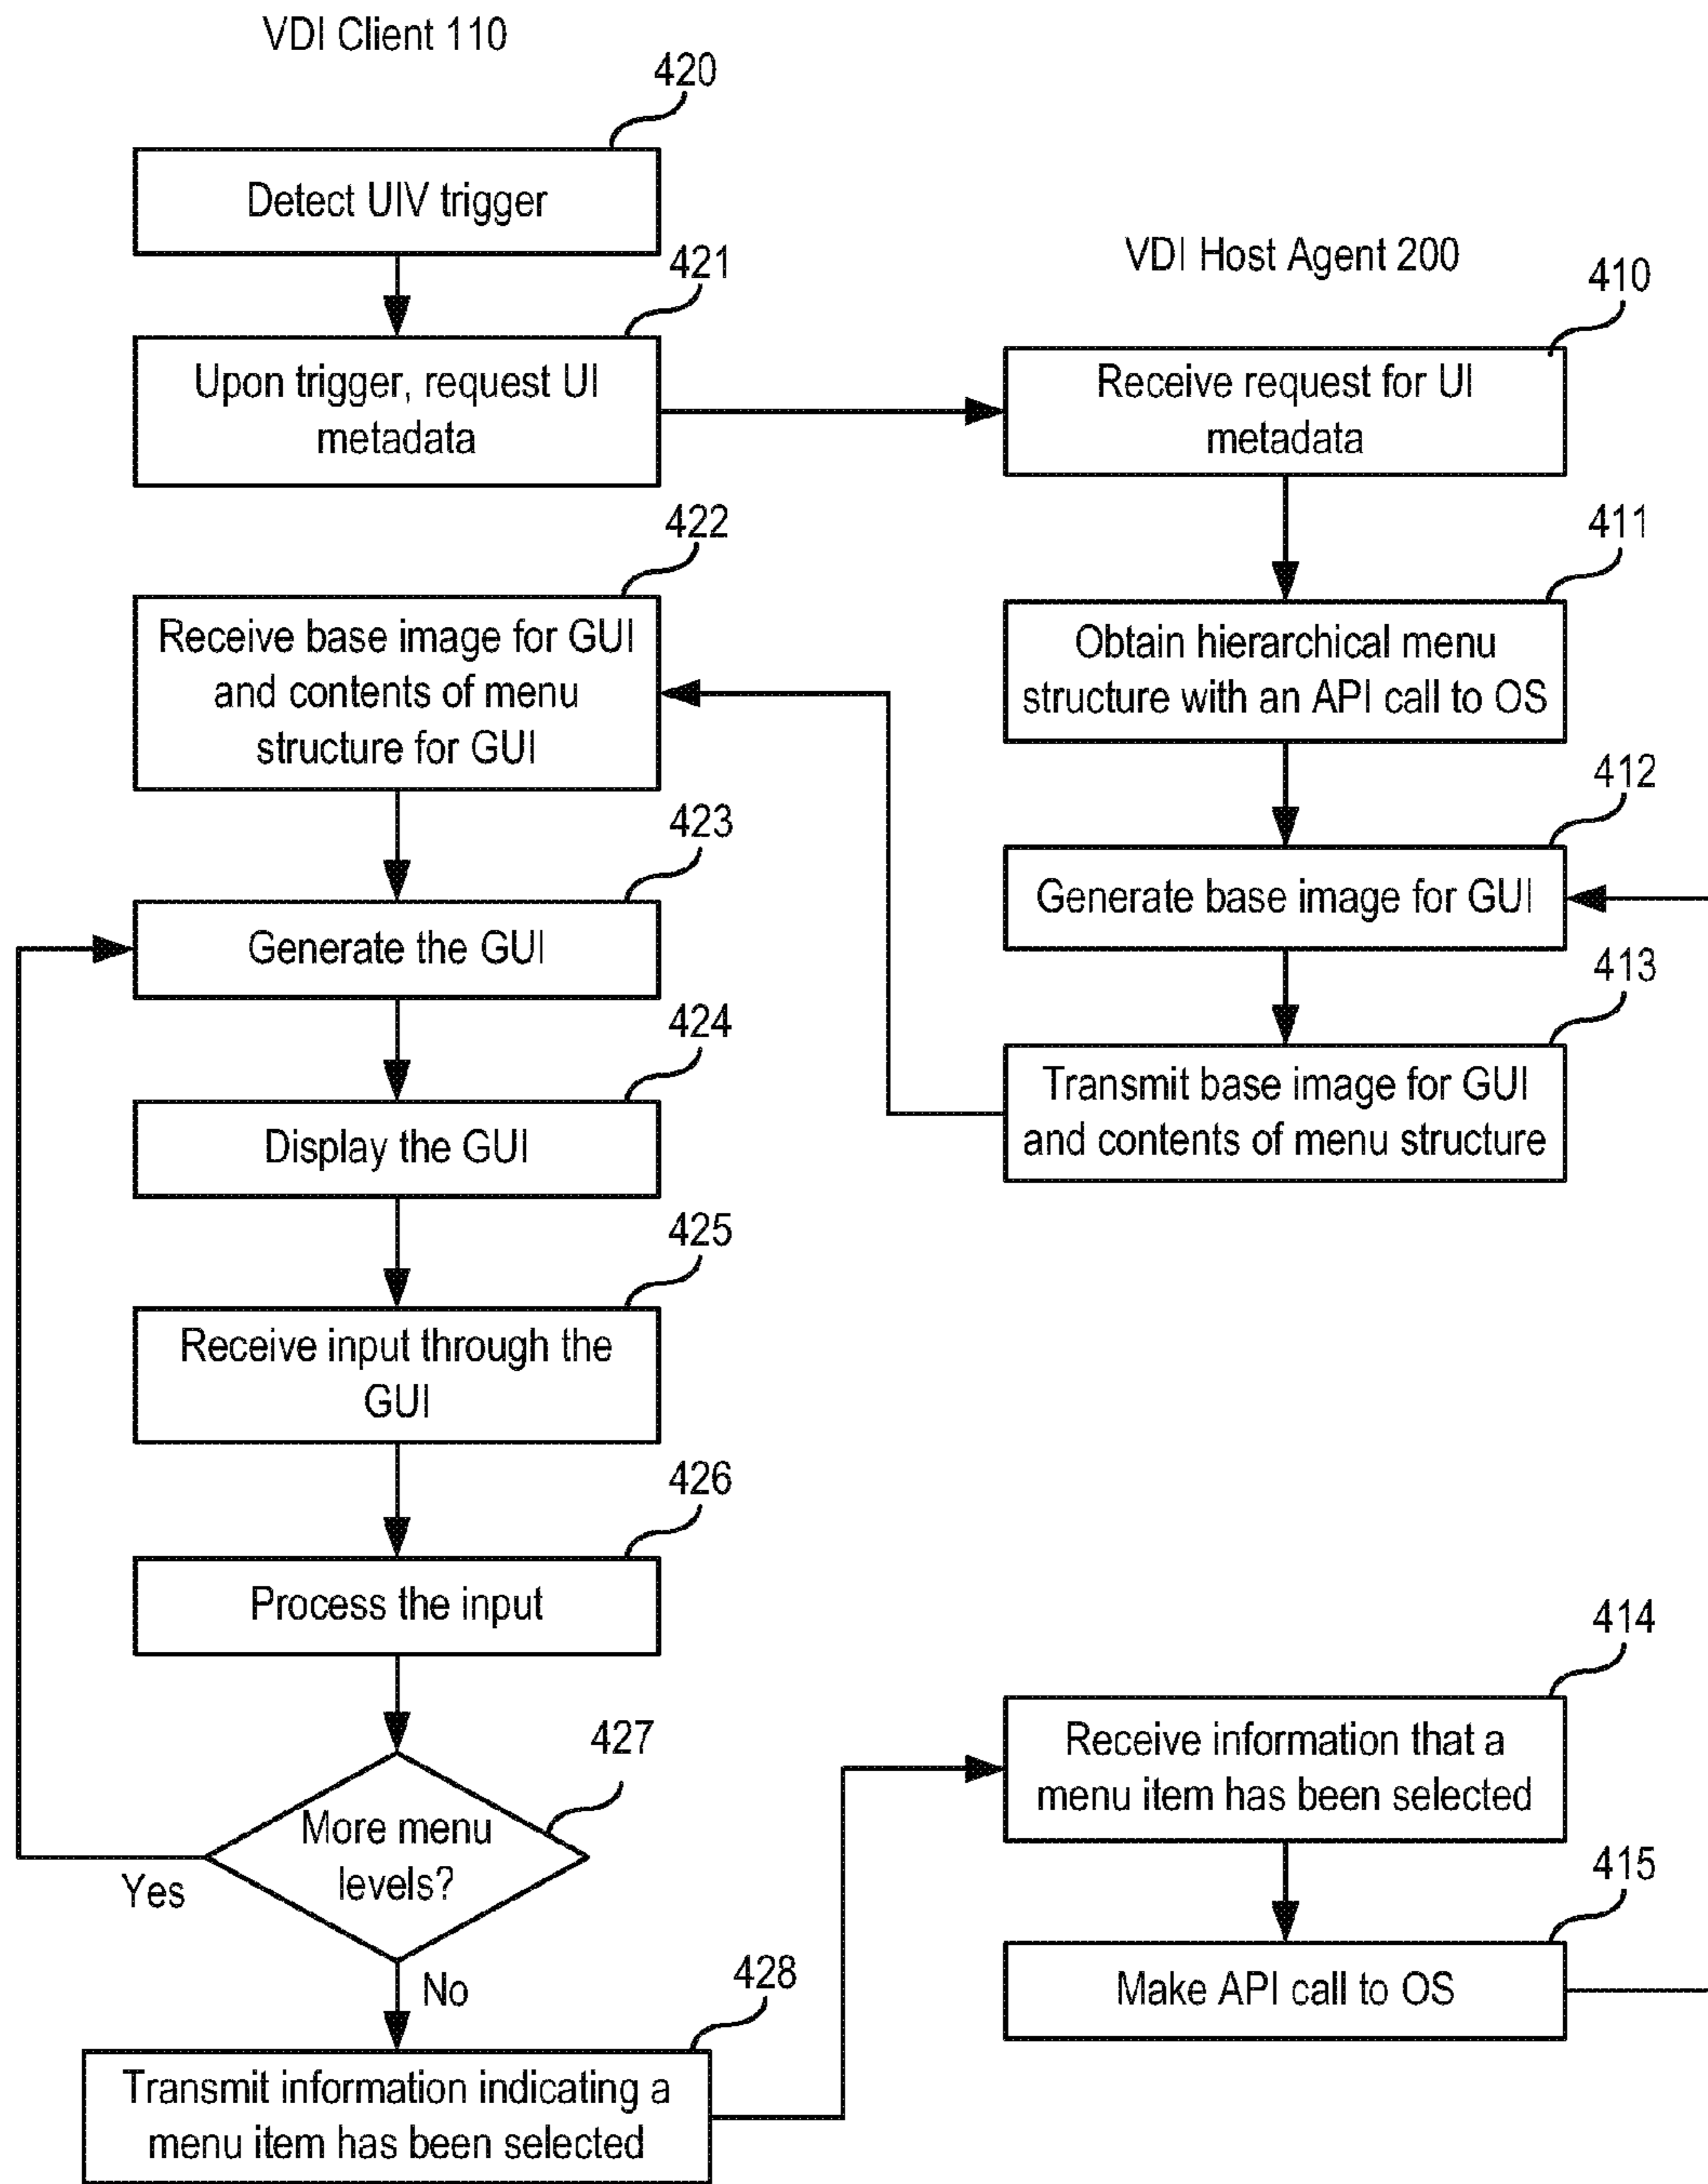 VDI Client 110
420
Detect UIV trigger
421
Upon trigger, request UI
metadata
VDI Host Agent 200
410
Receive request for UI
metadata
411
Obtain hierarchical menu
structure with an API call to OS
412
Generate base image for GUI
413
Transmit base image for GUI
and contents of menu structure
422
Receive base image for GUI
and contents of menu
structure for GUI
423
Generate the GUI
424
Display the GUI
425
Receive input through the
GUI
426
Process the input
427
More menu
levels?
Yes
No
428
Transmit information indicating a
menu item has been selected
414
Receive information that a
menu item has been selected
415
Make API call to OS